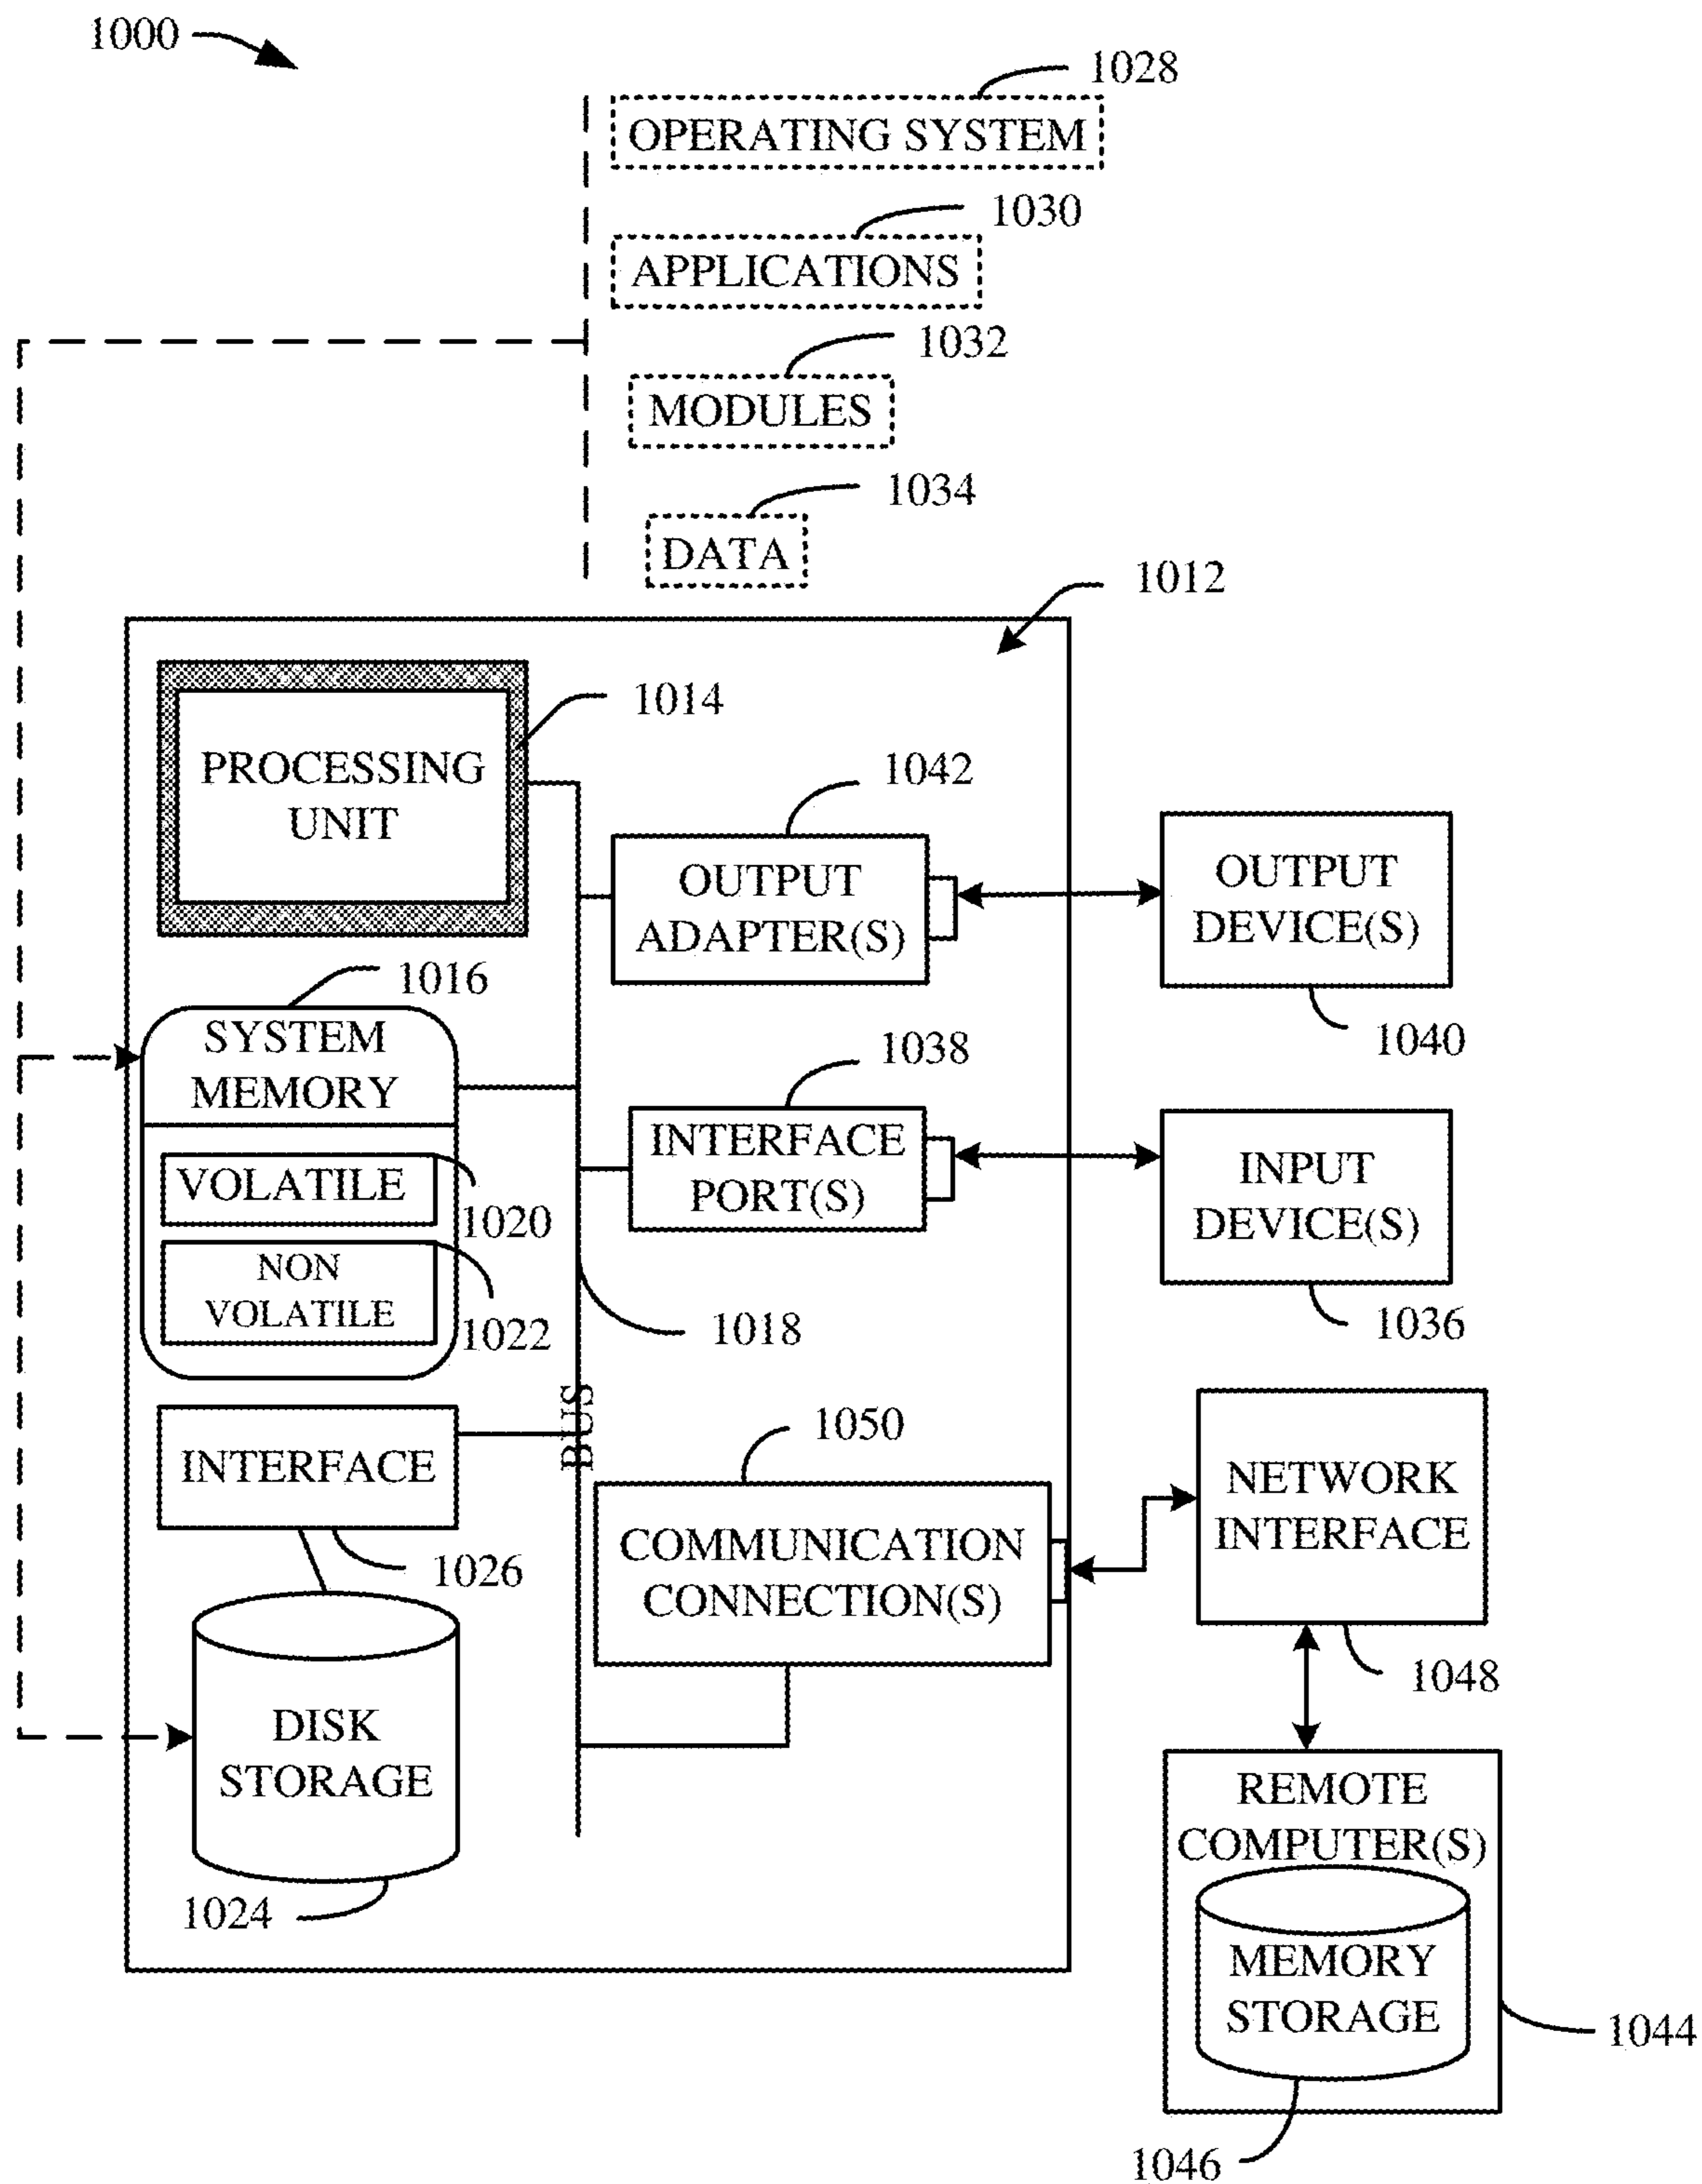 1000
1028
OPERATING SYSTEM
1030
APPLICATIONS
1032
MODULES
1034
DATA
1012
1014
PROCESSING
UNIT
1042
OUTPUT
ADAPTER(S)
OUTPUT
DEVICE(S)
1040
1016
SYSTEM
MEMORY
VOLATILE
1020
NON
VOLATILE
1022
1038
INTERFACE
PORT(S)
INPUT
DEVICE(S)
1036
1018
BUS
INTERFACE
1026
1050
COMMUNICATION
CONNECTION(S)
NETWORK
INTERFACE
1048
DISK
STORAGE
1024
REMOTE
COMPUTER(S)
MEMORY
STORAGE
1044
1046